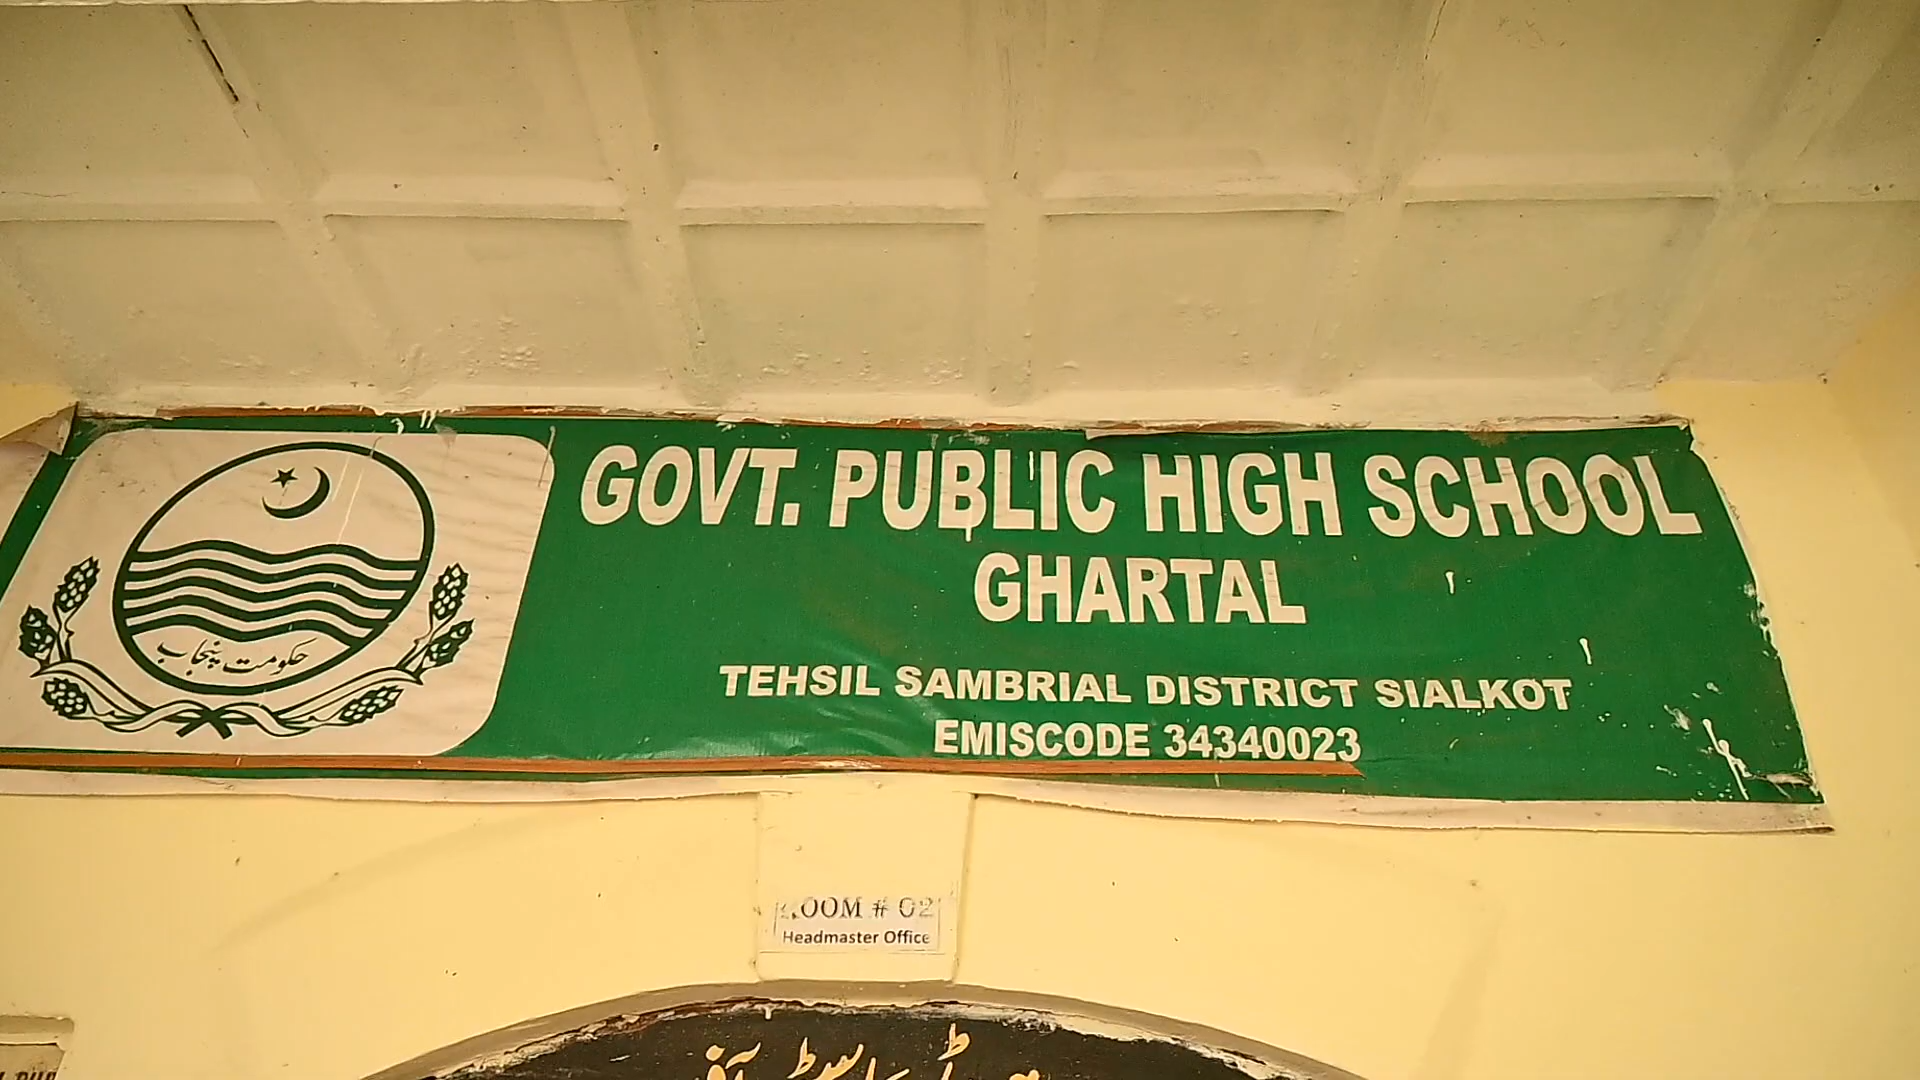 GOVT. PUBLIC HIGH SCHOOL
GHARTAL
TEHSIL SAMBRIAL DISTRICT SIALKOT
EMISCODE 34340023
حکومت پنجاب
ROOM # 02
Headmaster Office